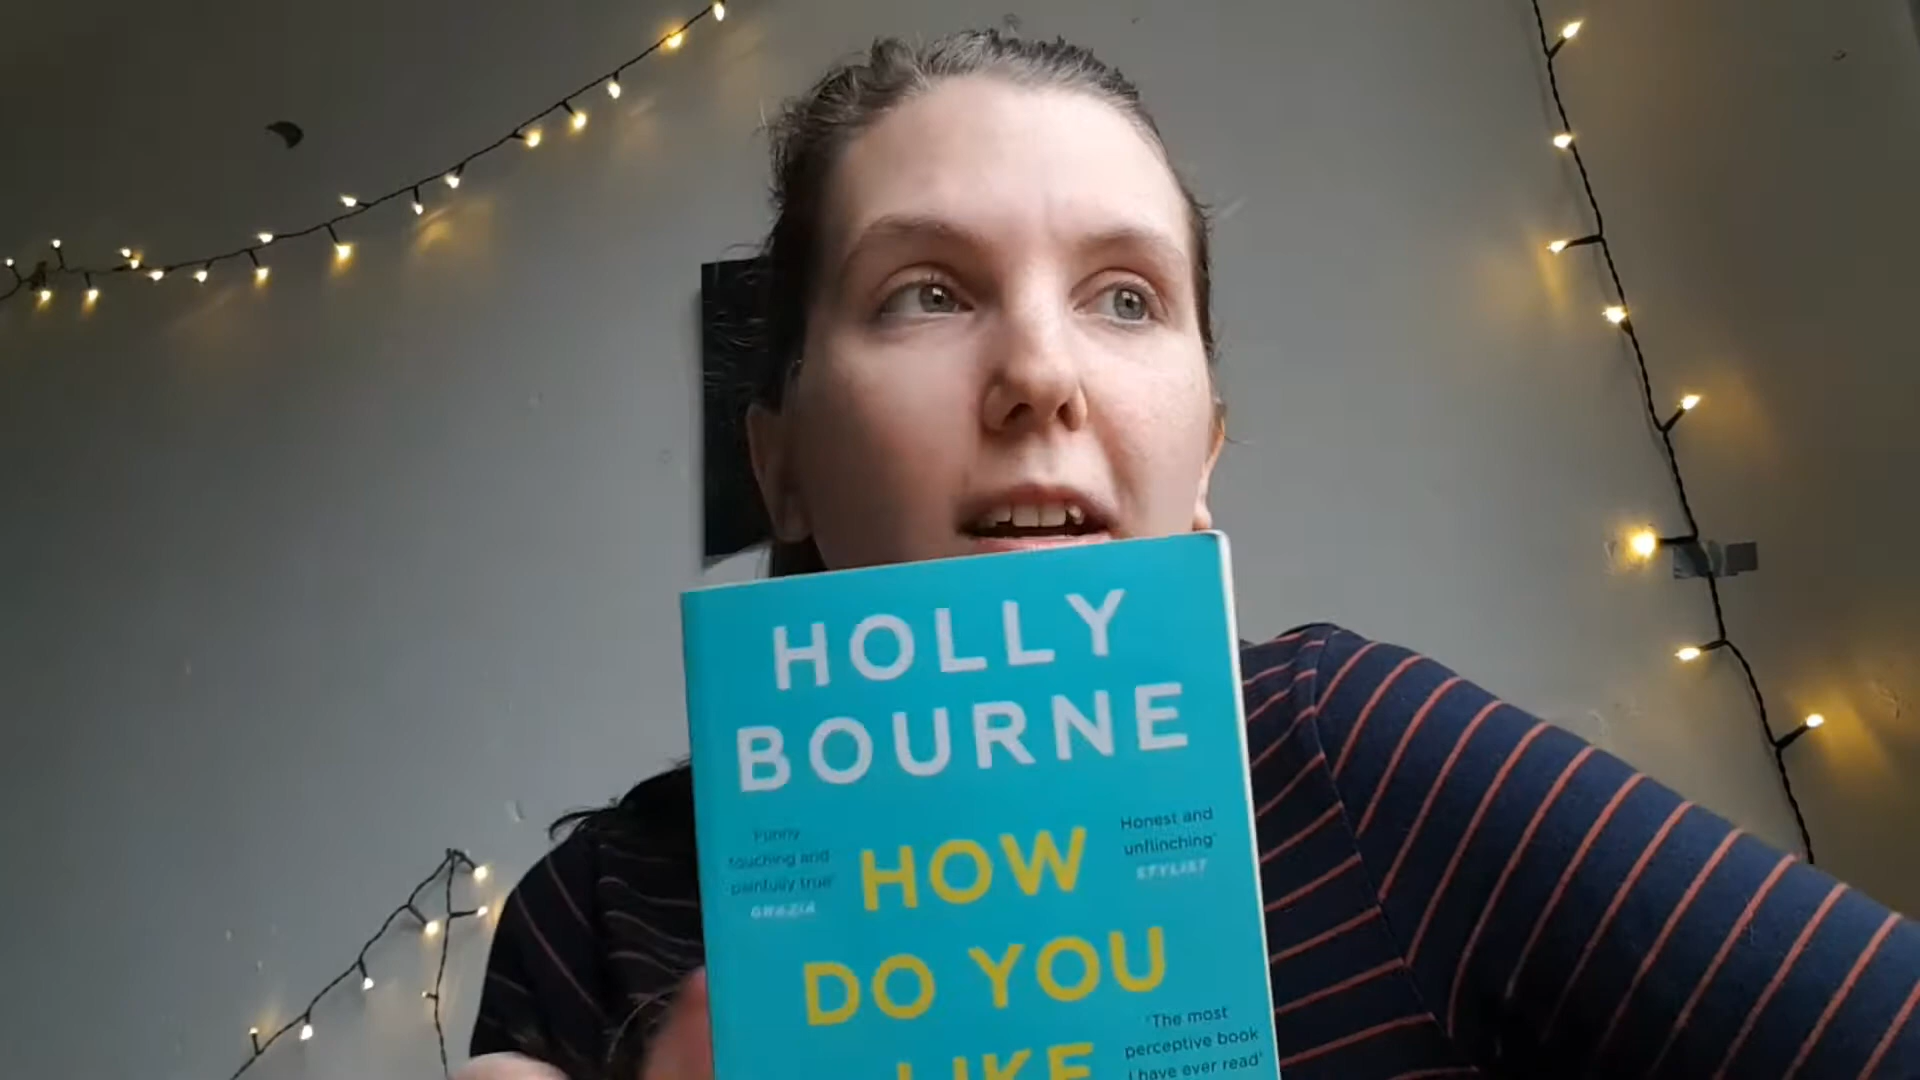 HOLLY
BOURNE
'Funny
touching and
painfully true'
GRAZIA
HOW
Honest and
unflinching'
STYLIST
DO YOU
LIKE
'The most
perceptive book
I have ever read'